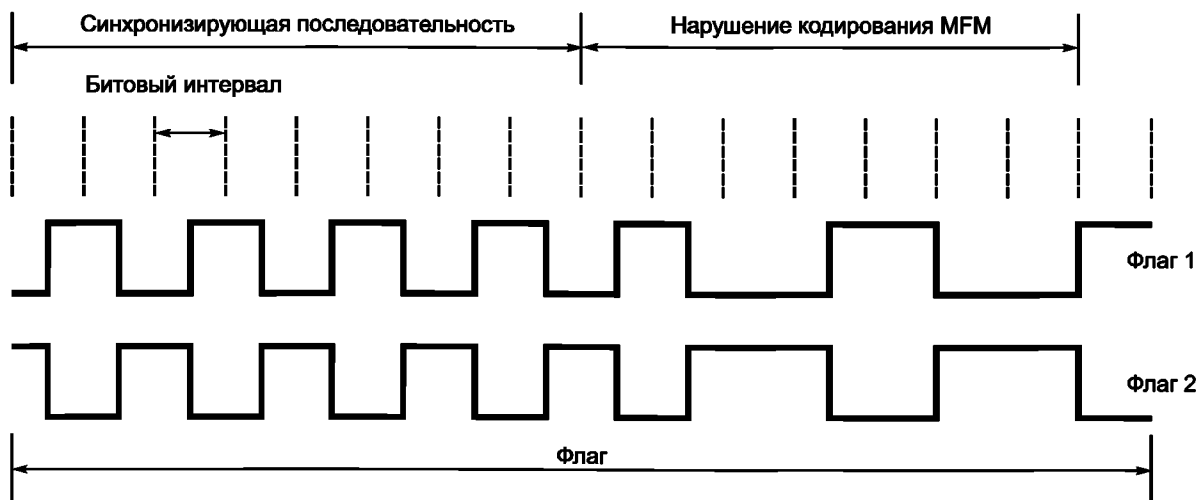 Синхронизирующая последовательность
Нарушение кодирования MFM
Битовый интервал
Флаг 1
Флаг 2
Флаг